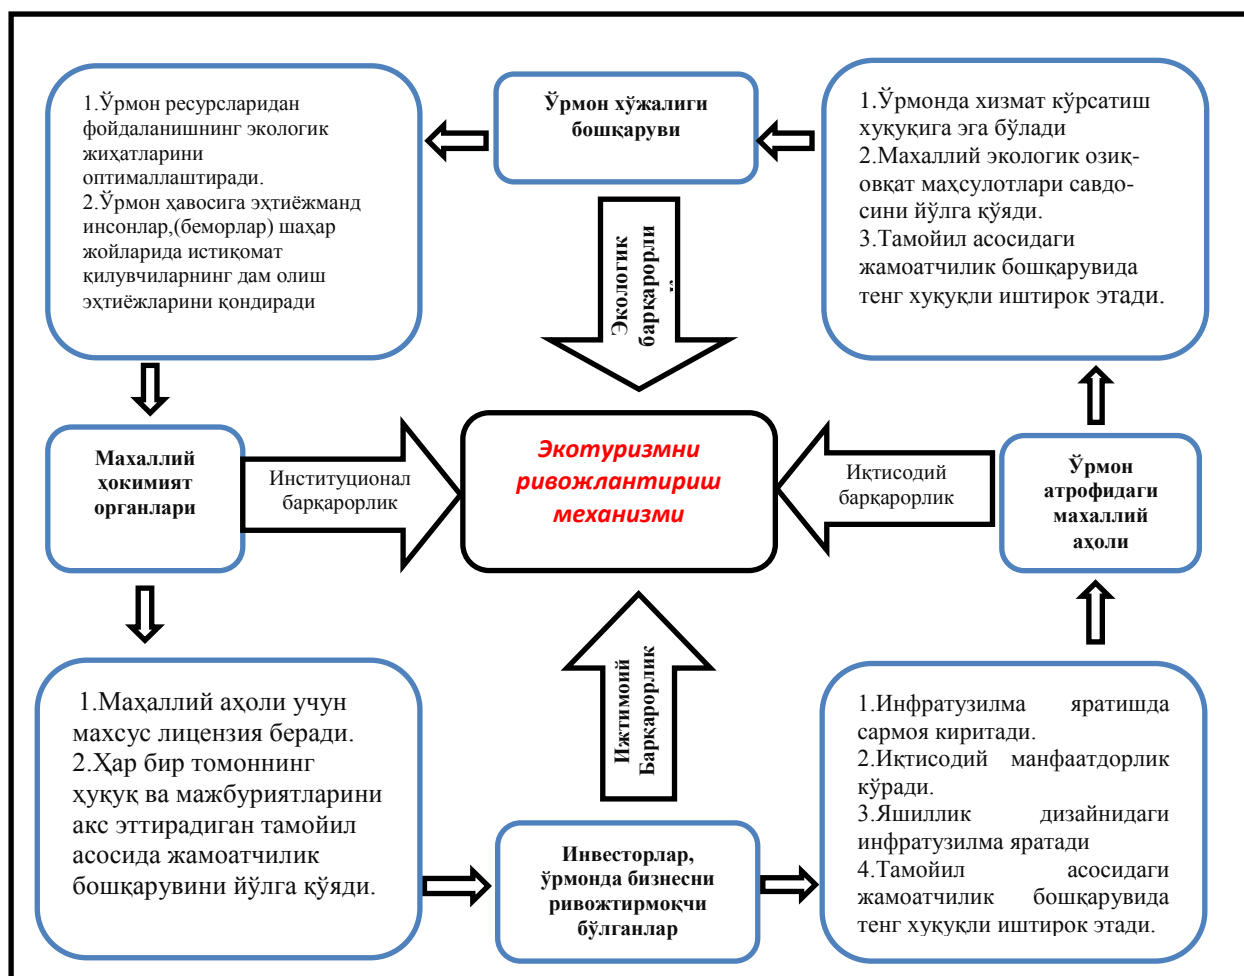 1.Ўрмон ресурсларидан
фойдаланишнинг экологик
жиҳатларини
оптималлаштиради.
2.Ўрмон ҳавосига эҳтиёжманд
инсонлар,(беморлар) шаҳар
жойларида истиқомат
қилувчиларнинг дам олиш
эҳтиёжларини қондиради
Ўрмон хўжалиги
бошқаруви
1.Ўрмонда хизмат кўрсатиш
хуқуқига эга бўлади
2.Махаллий экологик озиқ-
овқат маҳсулотлари савдо-
сини йўлга қўяди.
3.Тамойил асосидаги
жамоатчилик бошқарувида
тенг хуқуқли иштирок этади.
Экологик
барқарорли
Махаллий
ҳокимият
органлари
Институционал
барқарорлик
Экотуризмни
ривожлантириш
механизми
Иқтисодий
барқарорлик
Ўрмон
атрофидаги
махаллий
аҳоли
Ижтимоий
Барқарорлик
1.Маҳаллий аҳоли учун
махсус лицензия беради.
2.Ҳар бир томоннинг
ҳуқуқ ва мажбуриятларини
акс эттирадиган тамойил
асосида жамоатчилик
бошқарувини йўлга қўяди.
Инвесторлар,
ўрмонда бизнесни
ривожтирмоқчи
бўлганлар
1.Инфратузилма яратишда
сармоя киритади.
2.Иқтисодий манфаатдорлик
кўради.
3.Яшиллик дизайнидаги
инфратузилма яратади
4.Тамойил асосидаги
жамоатчилик бошқарувида
тенг хуқуқли иштирок этади.